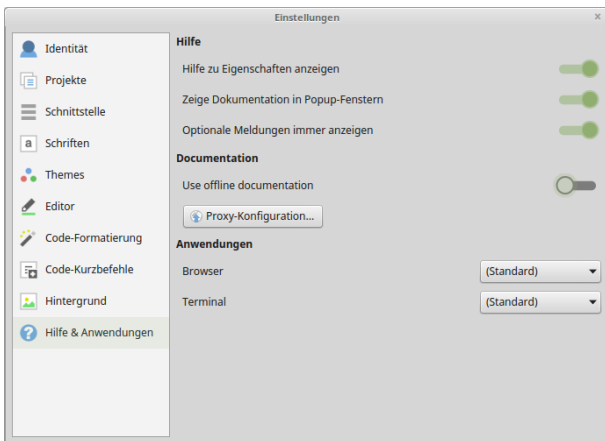 Einstellungen
x
Identität
Projekte
Schnittstelle
a Schriften
Themes
Editor
Code-Formatierung
Code-Kurzbefehle
Hintergrund
? Hilfe & Anwendungen
Hilfe
Hilfe zu Eigenschaften anzeigen
Zeige Dokumentation in Popup-Fenstern
Optionale Meldungen immer anzeigen
Documentation
Use offline documentation
Proxy-Konfiguration...
Anwendungen
Browser (Standard)
Terminal (Standard)